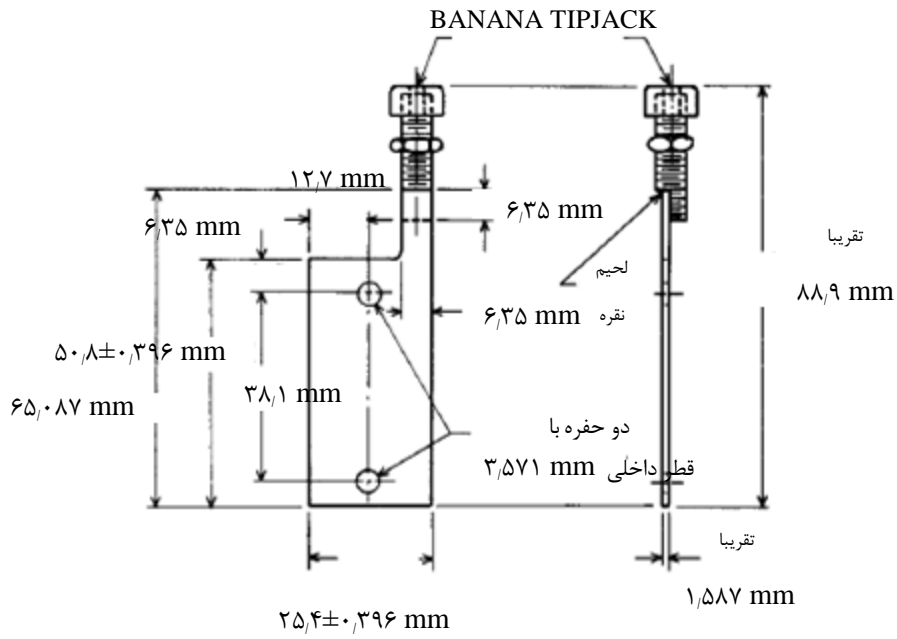 BANANA TIPJACK
۱۲٫۷ mm
۶٫۳۵ mm
۶٫۳۵ mm
تقریبا
۸۸٫۹ mm
لحیم
نقره
۶٫۳۵ mm
۵۰٫۸±۰٫۳۹۶ mm
۶۵٫۰۸۷ mm
۳۸٫۱ mm
دو حفره با
قطر داخلی ۳٫۵۷۱ mm
تقریبا
۱٫۵۸۷ mm
۲۵٫۴±۰٫۳۹۶ mm